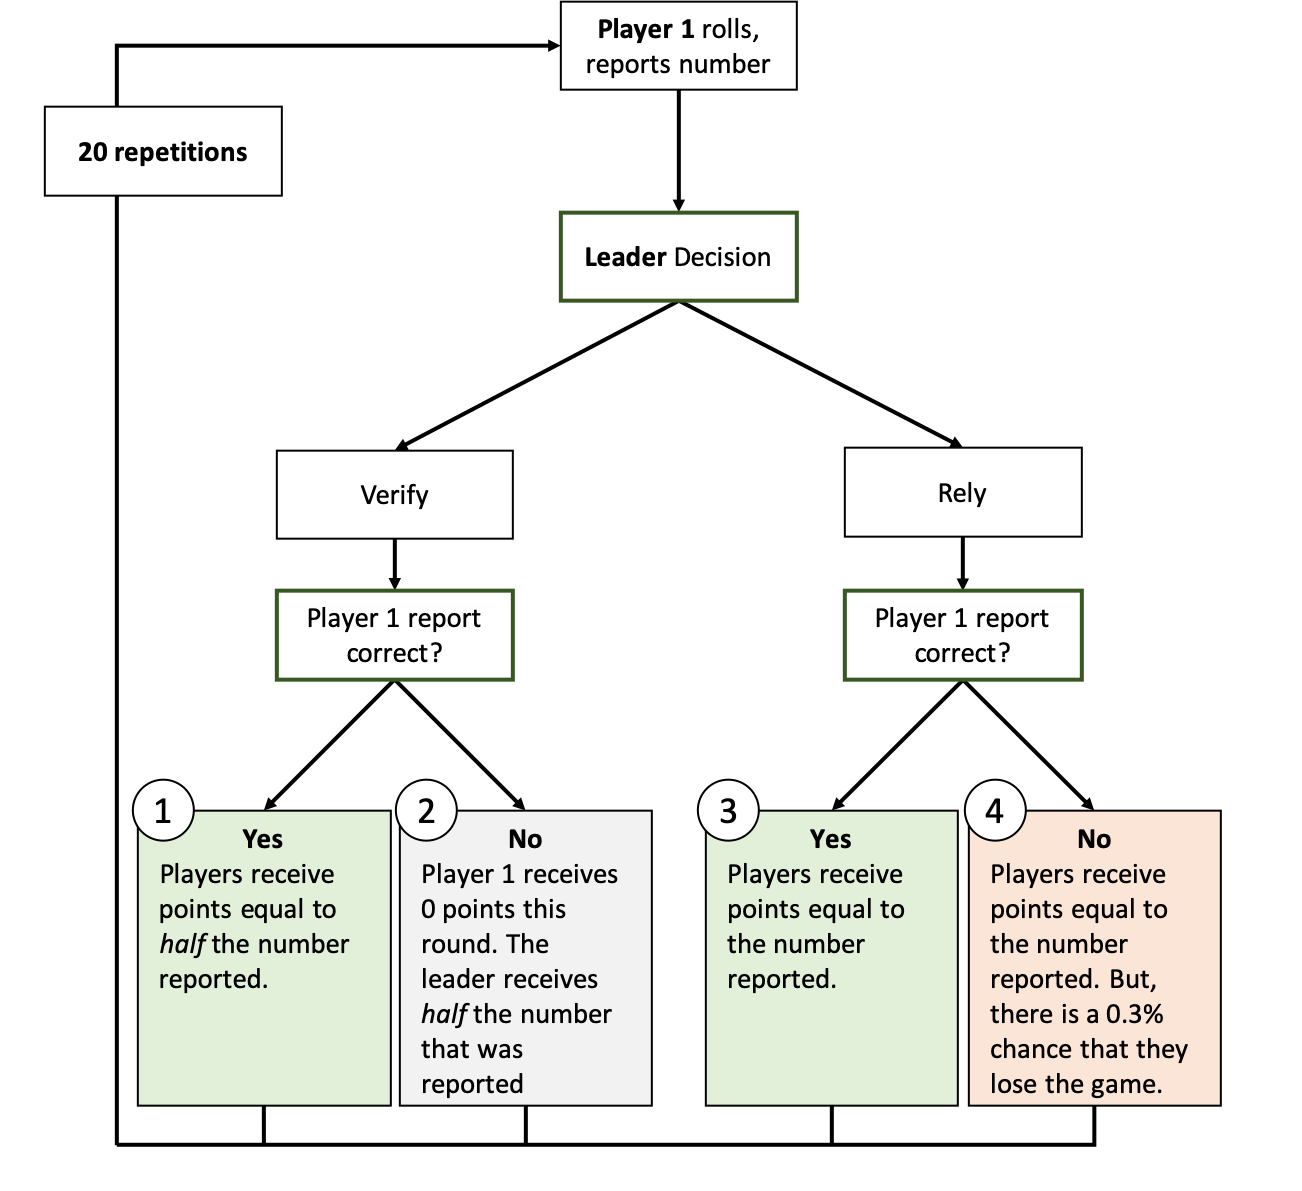 Player 1 rolls,
reports number
20 repetitions
Leader Decision
Verify
Rely
Player 1 report
correct?
Player 1 report
correct?
1
Yes
Players receive
points equal to
half the number
reported.
2
No
Player 1 receives
0 points this
round. The
leader receives
half the number
that was
reported
3
Yes
Players receive
points equal to
the number
reported.
4
No
Players receive
points equal to
the number
reported. But,
there is a 0.3%
chance that they
lose the game.